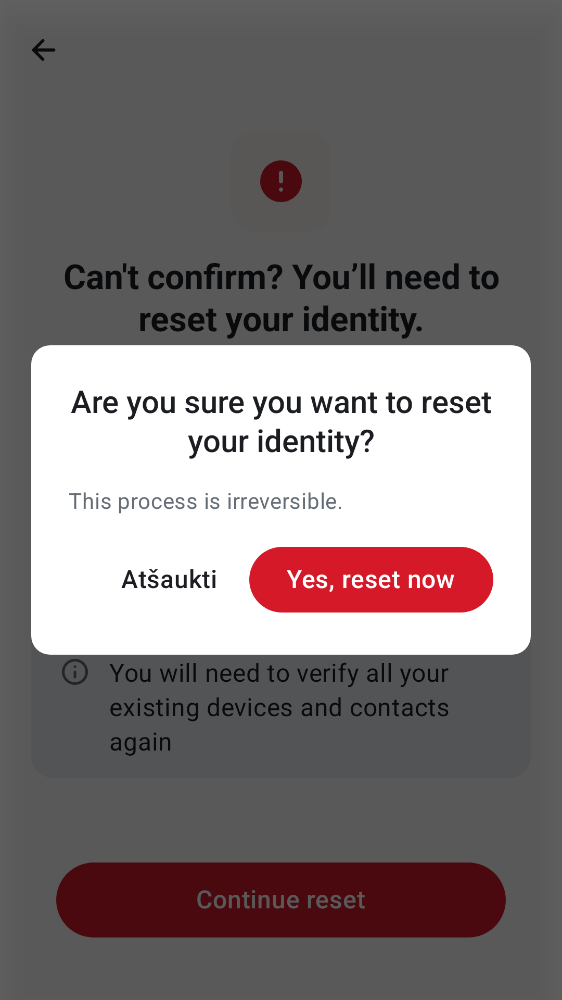 Can't confirm? You’ll need to
reset your identity.
Are you sure you want to reset
your identity?
This process is irreversible.
Atšaukti
Yes, reset now
You will need to verify all your
existing devices and contacts
again
Continue reset